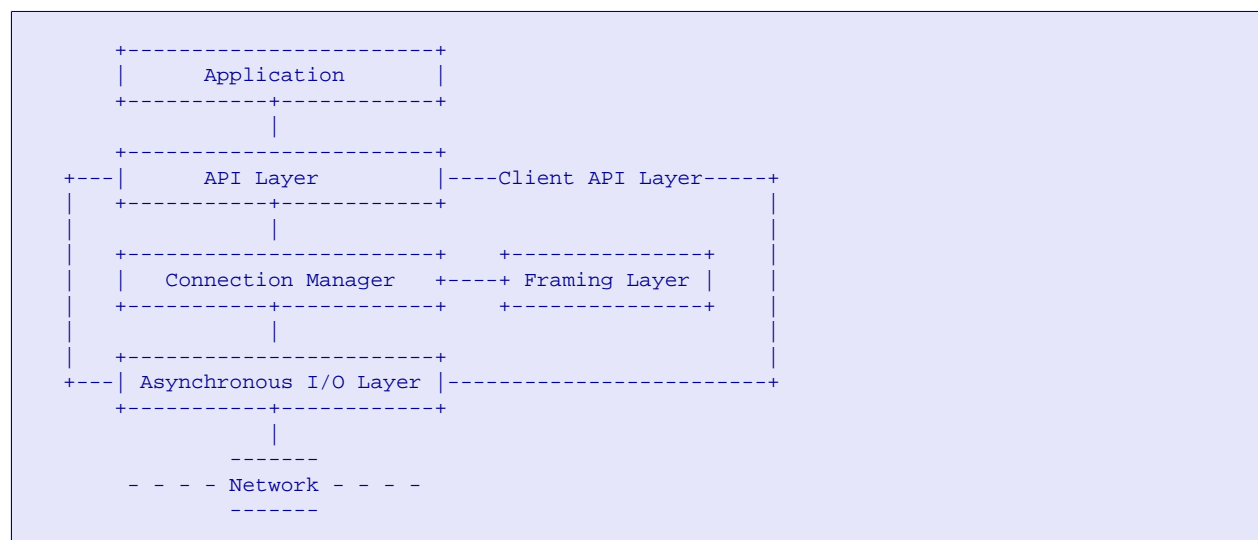 Application
API Layer ----Client API Layer-----
Connection Manager Framing Layer
Asynchronous I/O Layer
- - - - Network - - - -